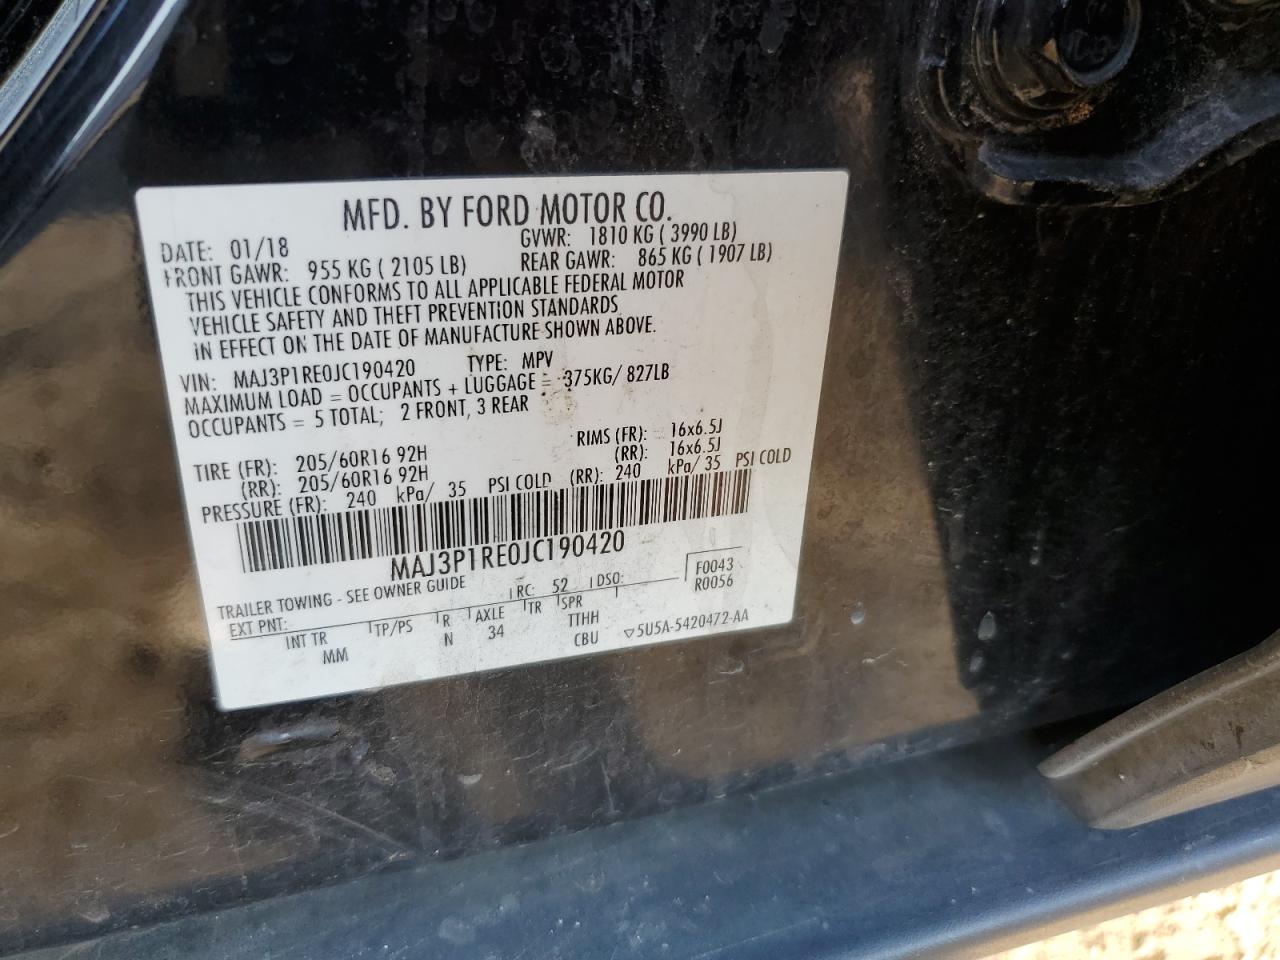 MFD. BY FORD MOTOR CO.
DATE: 01/18 GVWR: 1810 KG ( 3990 LB)
FRONT GAWR: 955 KG ( 2105 LB) REAR GAWR: 865 KG ( 1907 LB)
THIS VEHICLE CONFORMS TO ALL APPLICABLE FEDERAL MOTOR
VEHICLE SAFETY AND THEFT PREVENTION STANDARDS
IN EFFECT ON THE DATE OF MANUFACTURE SHOWN ABOVE.
VIN: MAJ3P1RE0JC190420 TYPE: MPV
MAXIMUM LOAD = OCCUPANTS + LUGGAGE = 375KG/ 827LB
OCCUPANTS = 5 TOTAL; 2 FRONT, 3 REAR
TIRE (FR): 205/60R16 92H RIMS (FR): 16x6.5J
(RR): 205/60R16 92H (RR): 16x6.5J
PRESSURE (FR): 240 kPa/ 35 PSI COLD (RR): 240 kPa/ 35 PSI COLD
MAJ3P1RE0JC190420
TRAILER TOWING - SEE OWNER GUIDE
F0043
R0056
EXT PNT: RC: 52 DSO:
INT TR TP/PS R AXLE TR SPR
MM N 34 TTHH
CBU ▽5U5A-5420472-AA